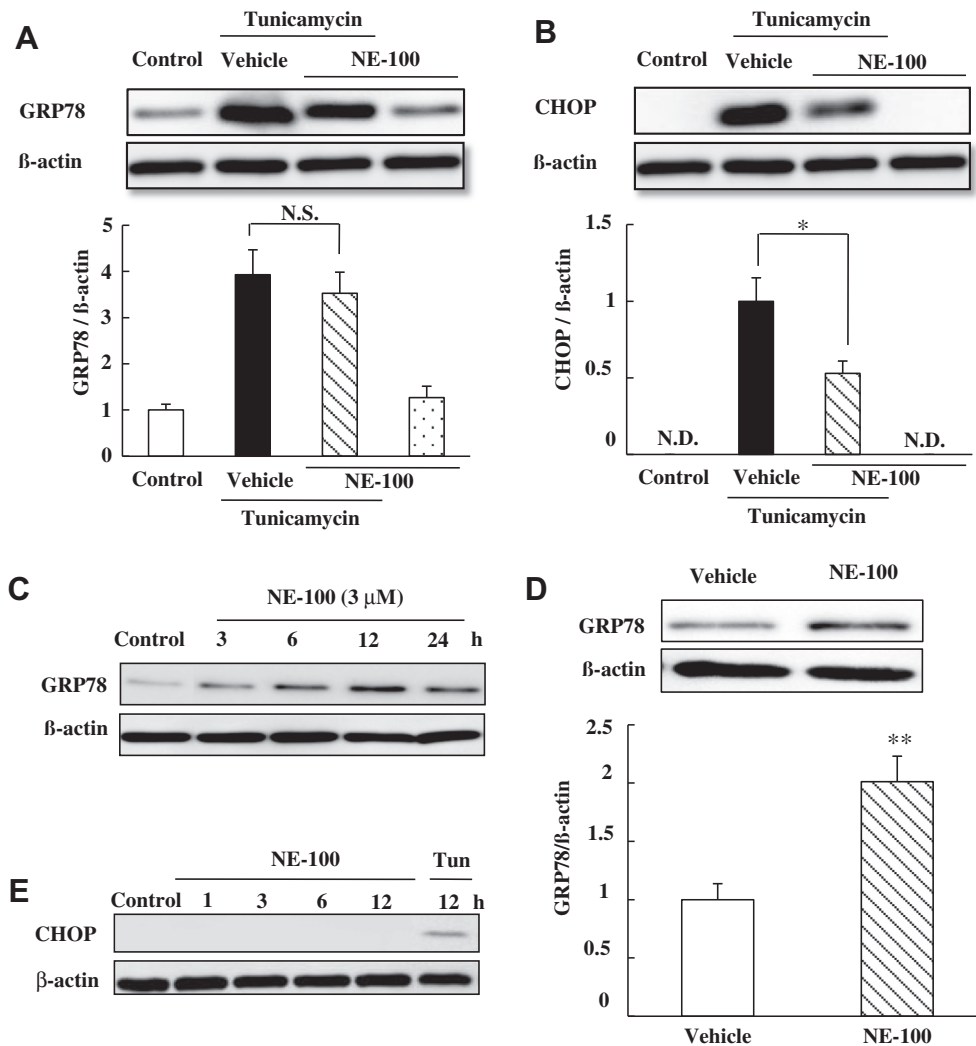 A
Tunicamycin
Control Vehicle NE-100
GRP78
ß-actin
GRP78 / ß-actin
5
4
3
2
1
0
N.S.
Control Vehicle NE-100
Tunicamycin
B
Tunicamycin
Control Vehicle NE-100
CHOP
ß-actin
CHOP / ß-actin
1.5
1
0.5
0
*
N.D.
N.D.
Control Vehicle NE-100
Tunicamycin
C
NE-100 (3 µM)
Control 3 6 12 24 h
GRP78
ß-actin
D
Vehicle NE-100
GRP78
ß-actin
GRP78/ß-actin
2.5
2
1.5
1
0.5
0
**
Vehicle NE-100
E
NE-100 Tun
Control 1 3 6 12 12 h
CHOP
β-actin